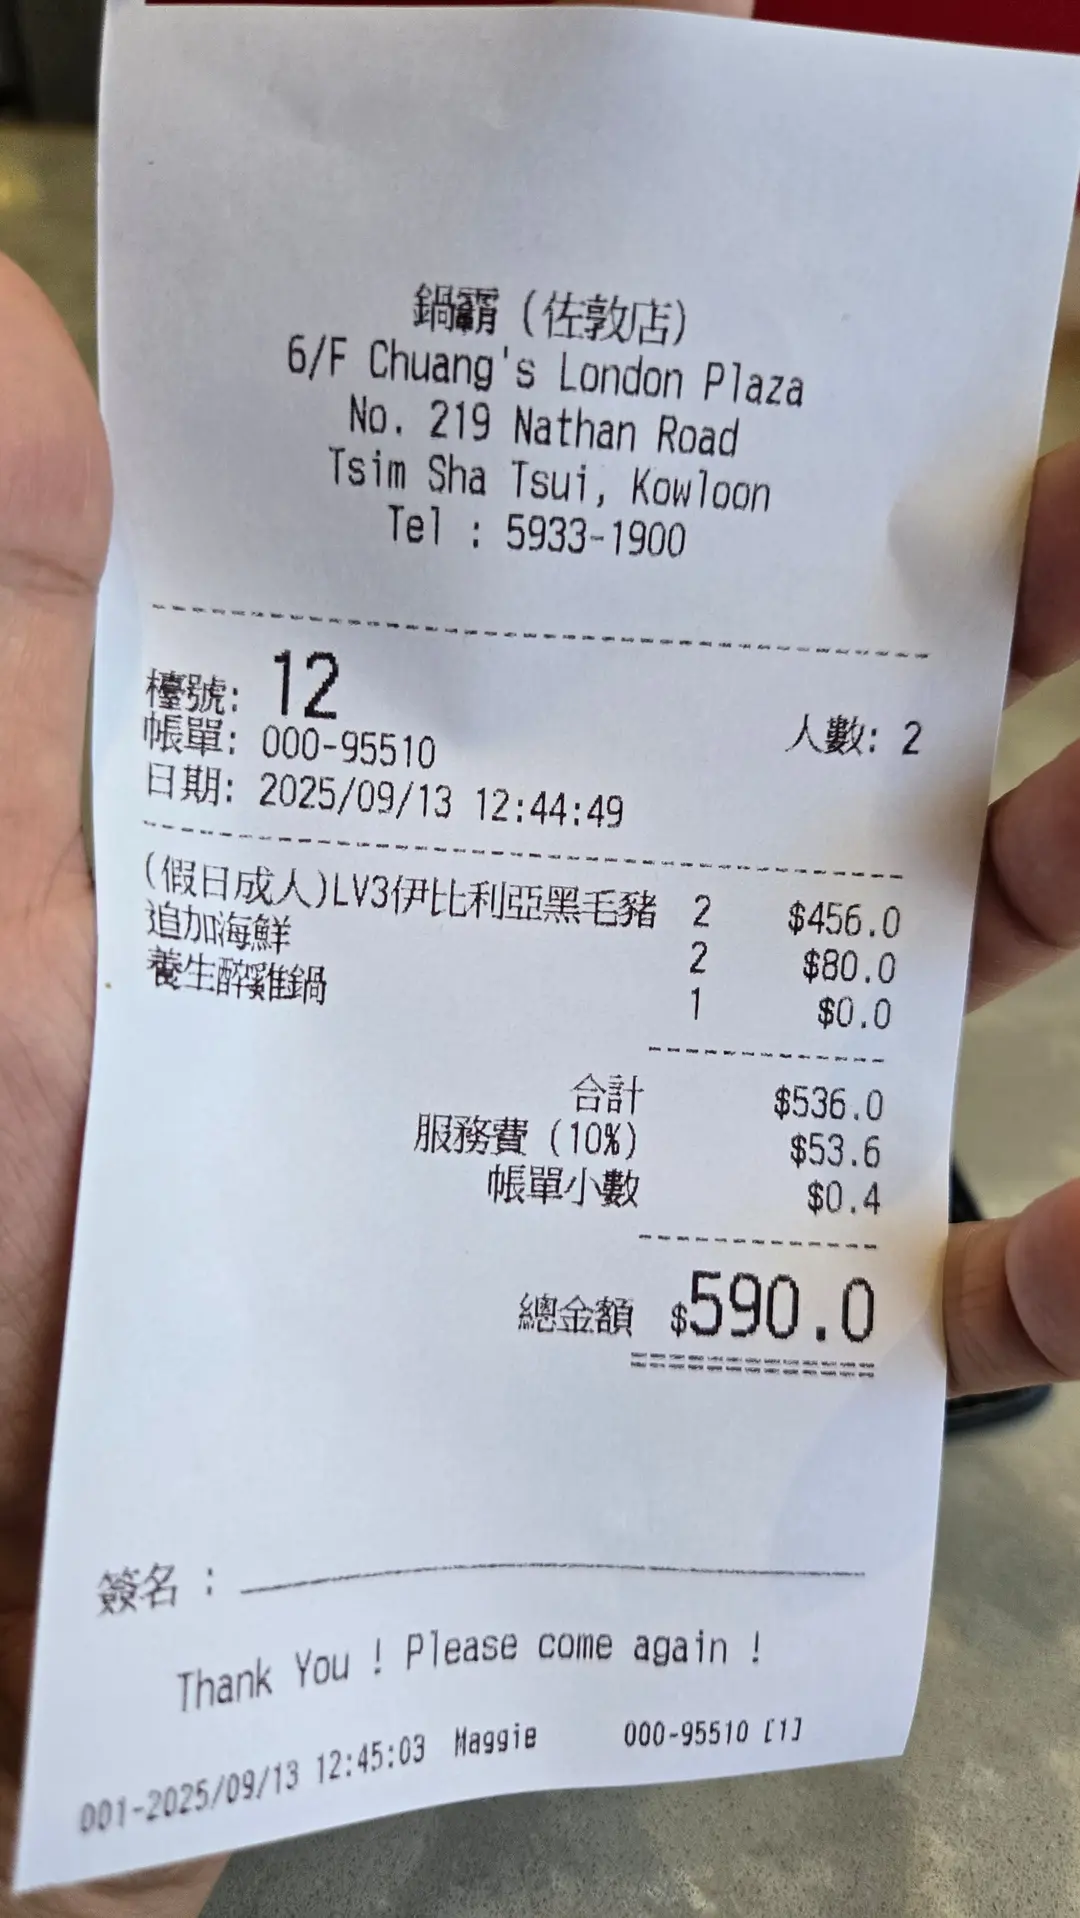 鍋霸 (佐敦店)
6/F Chuang's London Plaza
No. 219 Nathan Road
Tsim Sha Tsui, Kowloon
Tel : 5933-1900
檯號: 12 人數: 2
帳單: 000-95510
日期: 2025/09/13 12:44:49
(假日成人)LV3伊比利亞黑毛豬 2 $456.0
追加海鮮 2 $80.0
養生醉雞鍋 1 $0.0
合計 $536.0
服務費 (10%) $53.6
帳單小數 $0.4
總金額 $590.0
簽名 :
Thank You ! Please come again !
001-2025/09/13 12:45:03 Maggie 000-95510 [1]